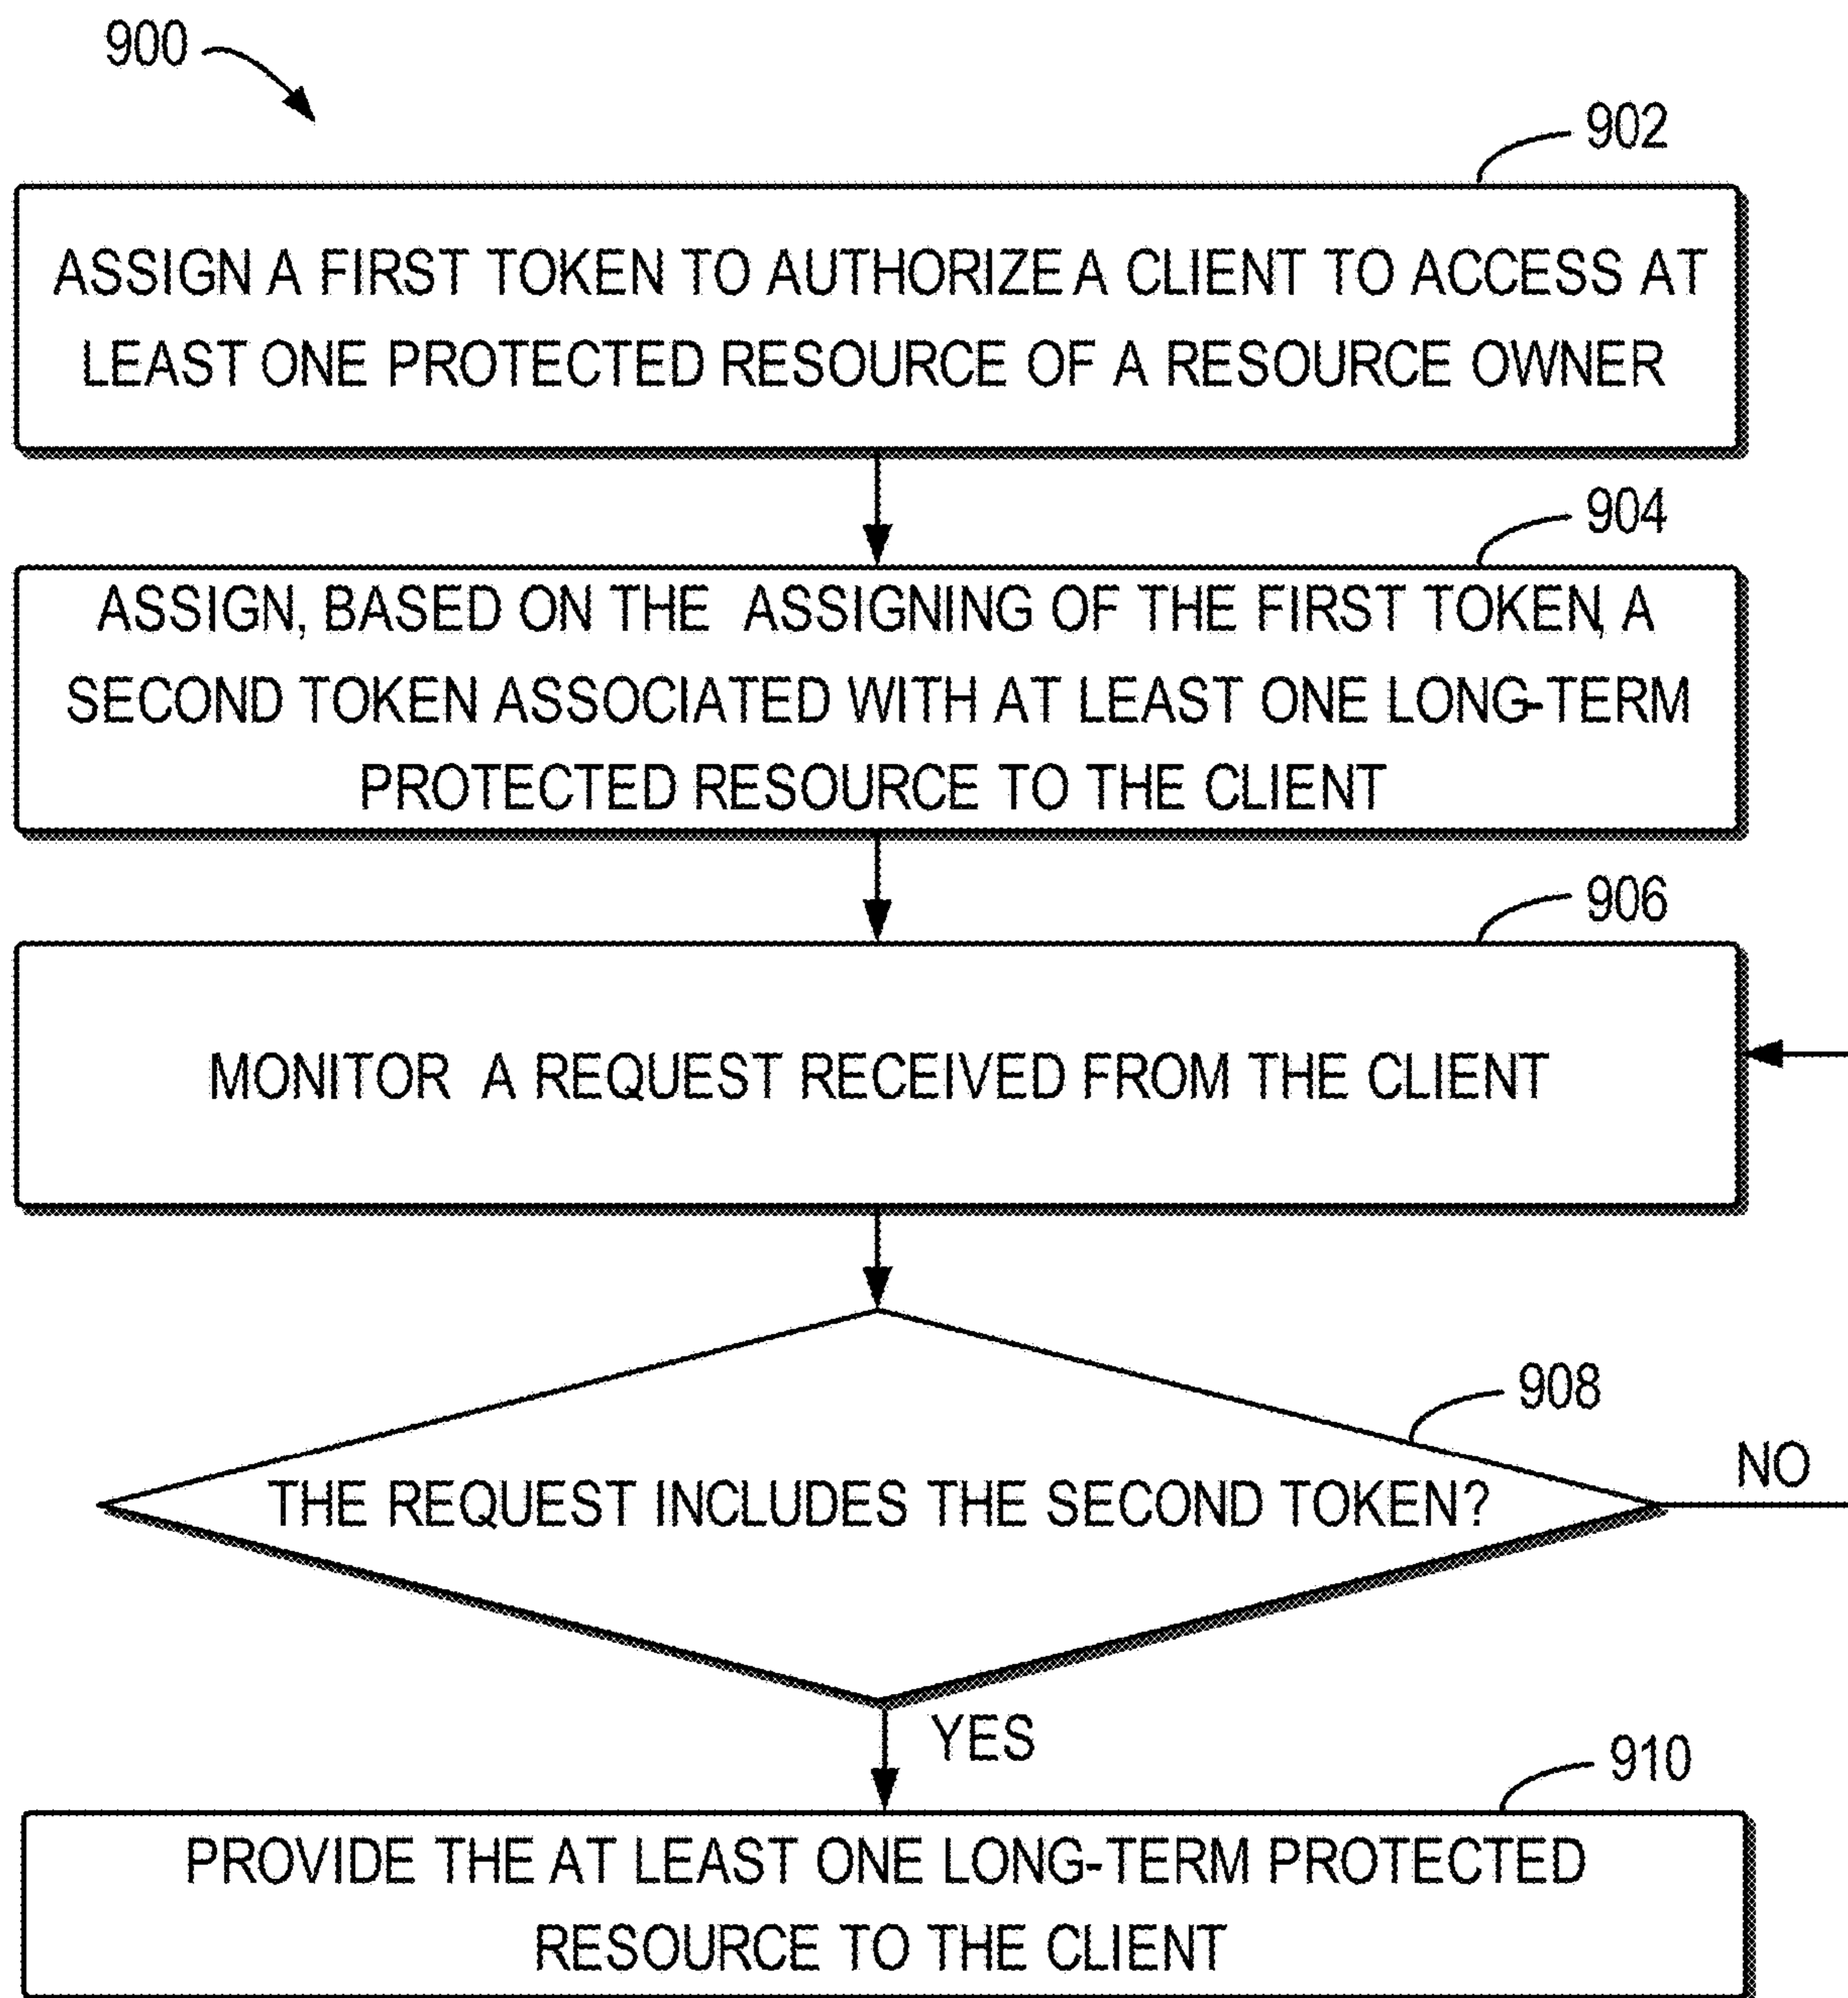 900
902
ASSIGN A FIRST TOKEN TO AUTHORIZE A CLIENT TO ACCESS AT
LEAST ONE PROTECTED RESOURCE OF A RESOURCE OWNER
904
ASSIGN, BASED ON THE ASSIGNING OF THE FIRST TOKEN, A
SECOND TOKEN ASSOCIATED WITH AT LEAST ONE LONG-TERM
PROTECTED RESOURCE TO THE CLIENT
906
MONITOR A REQUEST RECEIVED FROM THE CLIENT
908
THE REQUEST INCLUDES THE SECOND TOKEN?
NO
YES
910
PROVIDE THE AT LEAST ONE LONG-TERM PROTECTED
RESOURCE TO THE CLIENT